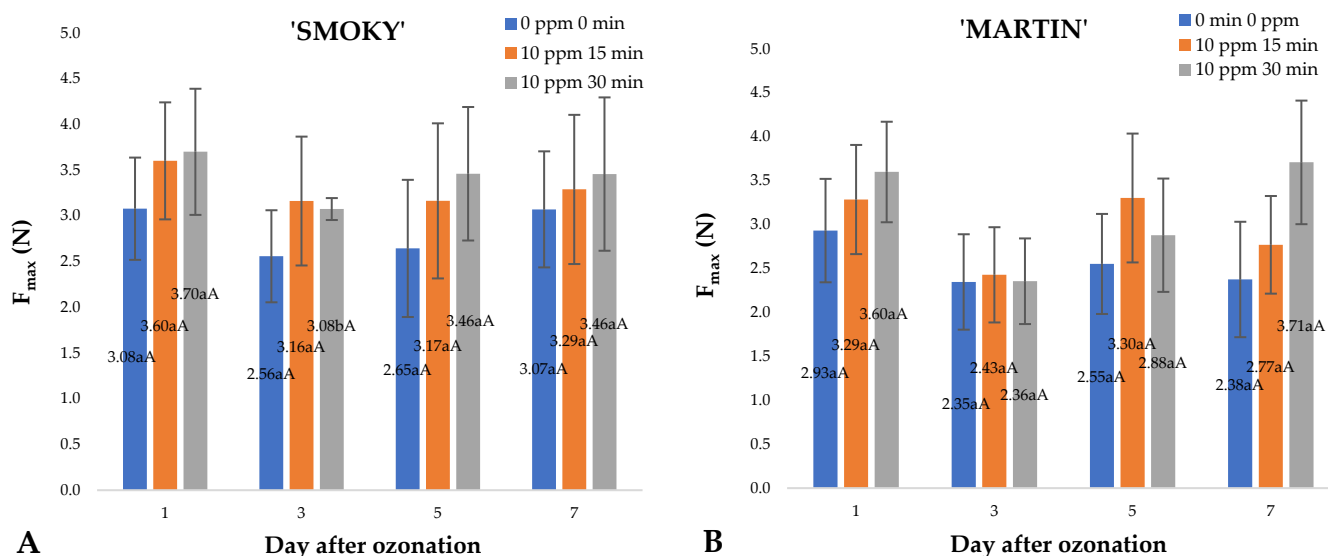 'SMOKY'
0 ppm 0 min
10 ppm 15 min
10 ppm 30 min
5.0
4.5
4.0
3.5
3.0
2.5
2.0
1.5
1.0
0.5
0.0
F max (N)
3.08aA
3.60aA
3.70aA
2.56aA
3.16aA
3.08bA
2.65aA
3.17aA
3.46aA
3.07aA
3.29aA
3.46aA
1 3 5 7
Day after ozonation
A
'MARTIN'
0 min 0 ppm
10 ppm 15 min
10 ppm 30 min
5.0
4.5
4.0
3.5
3.0
2.5
2.0
1.5
1.0
0.5
0.0
F max (N)
2.93aA
3.29aA
3.60aA
2.35aA
2.43aA
2.36aA
2.55aA
3.30aA
2.88aA
2.38aA
2.77aA
3.71aA
1 3 5 7
Day after ozonation
B